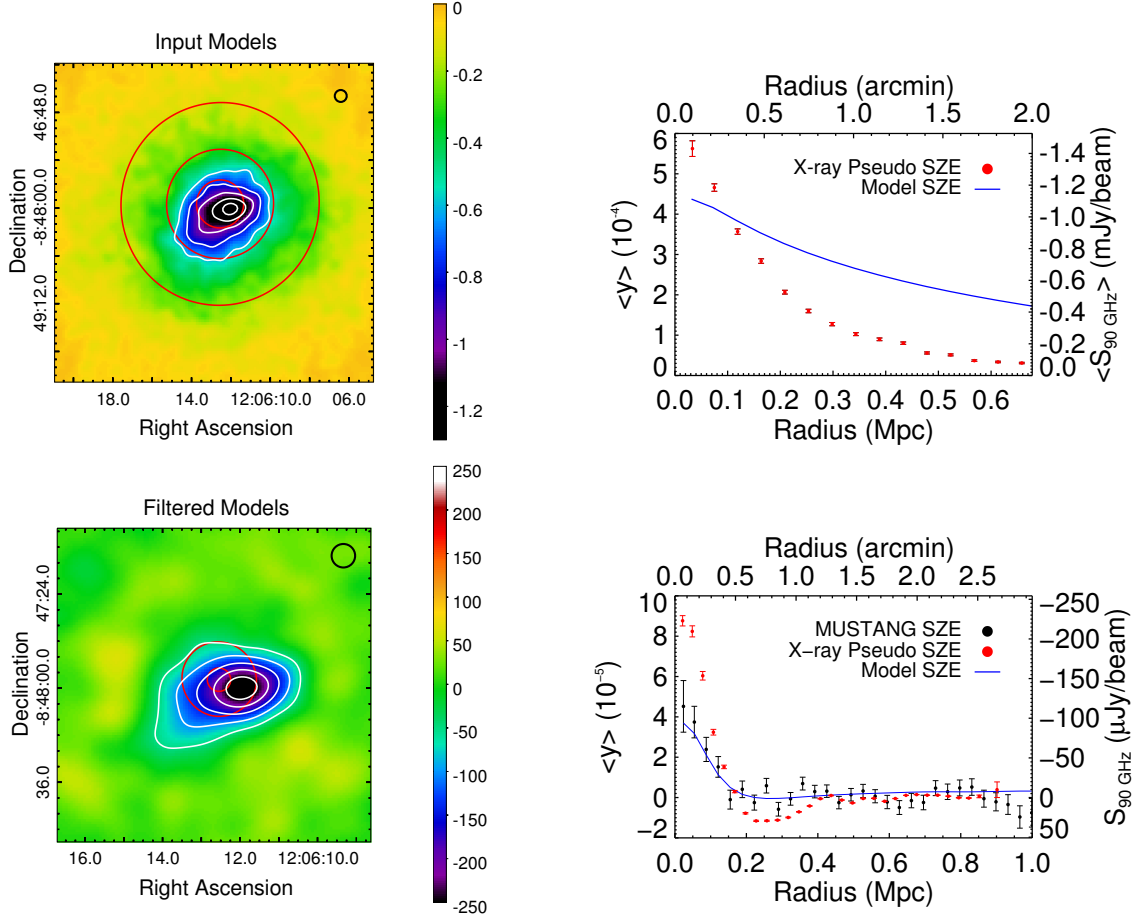 Input Models
Declination
46:48.0
-8:48:00.0
49:12.0
18.0 14.0 12:06:10.0 06.0
Right Ascension
0
-0.2
-0.4
-0.6
-0.8
-1
-1.2
Radius (arcmin)
0.0 0.5 1.0 1.5 2.0
X-ray Pseudo SZE
Model SZE
<y> (10⁻⁴)
6
5
4
3
2
1
0
<S₉₀ GHz> (mJy/beam)
-1.4
-1.2
-1.0
-0.8
-0.6
-0.4
-0.2
0.0
0.0 0.1 0.2 0.3 0.4 0.5 0.6
Radius (Mpc)
Filtered Models
Declination
47:24.0
-8:48:00.0
36.0
16.0 14.0 12.0 12:06:10.0
Right Ascension
250
200
150
100
50
0
-50
-100
-150
-200
-250
Radius (arcmin)
0.0 0.5 1.0 1.5 2.0 2.5
MUSTANG SZE
X−ray Pseudo SZE
Model SZE
<y> (10⁻⁵)
10
8
6
4
2
0
−2
S₉₀ GHz (μJy/beam)
−250
−200
−150
−100
−50
0
50
0.0 0.2 0.4 0.6 0.8 1.0
Radius (Mpc)